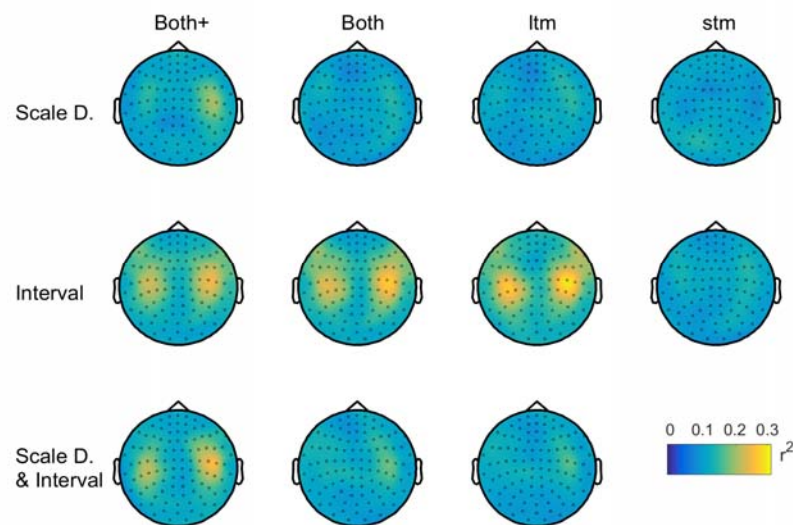 Both+ Both ltm stm
Scale D.
Interval
Scale D.
& Interval
0 0.1 0.2 0.3
r²